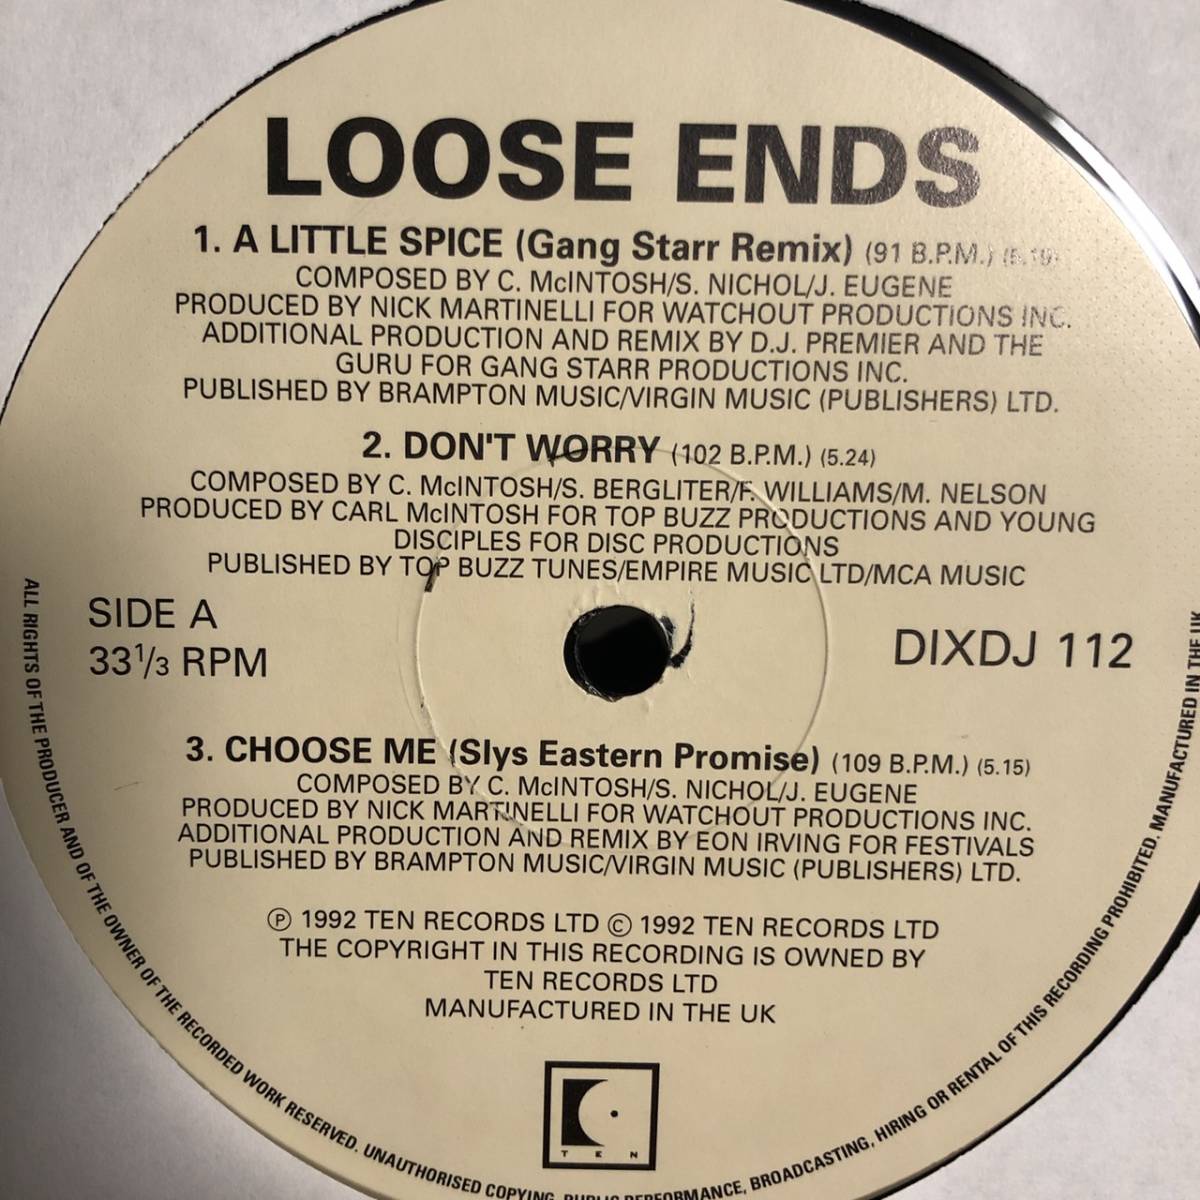 LOOSE ENDS
1. A LITTLE SPICE (Gang Starr Remix) (91 B.P.M.)
COMPOSED BY C. McINTOSH/S. NICHOL/J. EUGENE
PRODUCED BY NICK MARTINELLI FOR WATCHOUT PRODUCTIONS INC.
ADDITIONAL PRODUCTION AND REMIX BY D.J. PREMIER AND THE
GURU FOR GANG STARR PRODUCTIONS INC.
PUBLISHED BY BRAMPTON MUSIC/VIRGIN MUSIC (PUBLISHERS) LTD.
2. DON'T WORRY (102 B.P.M.) (5.24)
COMPOSED BY C. McINTOSH/S. BERGLITER/F. WILLIAMS/M. NELSON
PRODUCED BY CARL McINTOSH FOR TOP BUZZ PRODUCTIONS AND YOUNG
DISCIPLES FOR DISC PRODUCTIONS
PUBLISHED BY TOP BUZZ TUNES/EMPIRE MUSIC LTD/MCA MUSIC
SIDE A
33 1/3 RPM
DIXDJ 112
3. CHOOSE ME (Slys Eastern Promise) (109 B.P.M.) (5.15)
COMPOSED BY C. McINTOSH/S. NICHOL/J. EUGENE
PRODUCED BY NICK MARTINELLI FOR WATCHOUT PRODUCTIONS INC.
ADDITIONAL PRODUCTION AND REMIX BY EON IRVING FOR FESTIVALS
PUBLISHED BY BRAMPTON MUSIC/VIRGIN MUSIC (PUBLISHERS) LTD.
℗ 1992 TEN RECORDS LTD © 1992 TEN RECORDS LTD
THE COPYRIGHT IN THIS RECORDING IS OWNED BY
TEN RECORDS LTD
MANUFACTURED IN THE UK
TEN
ALL RIGHTS OF THE PRODUCER AND OF THE OWNER OF THE RECORDED WORK RESERVED. UNAUTHORISED COPYING, PUBLIC PERFORMANCE, BROADCASTING, HIRING OR RENTAL OF THIS RECORDING PROHIBITED. MANUFACTURED IN THE UK